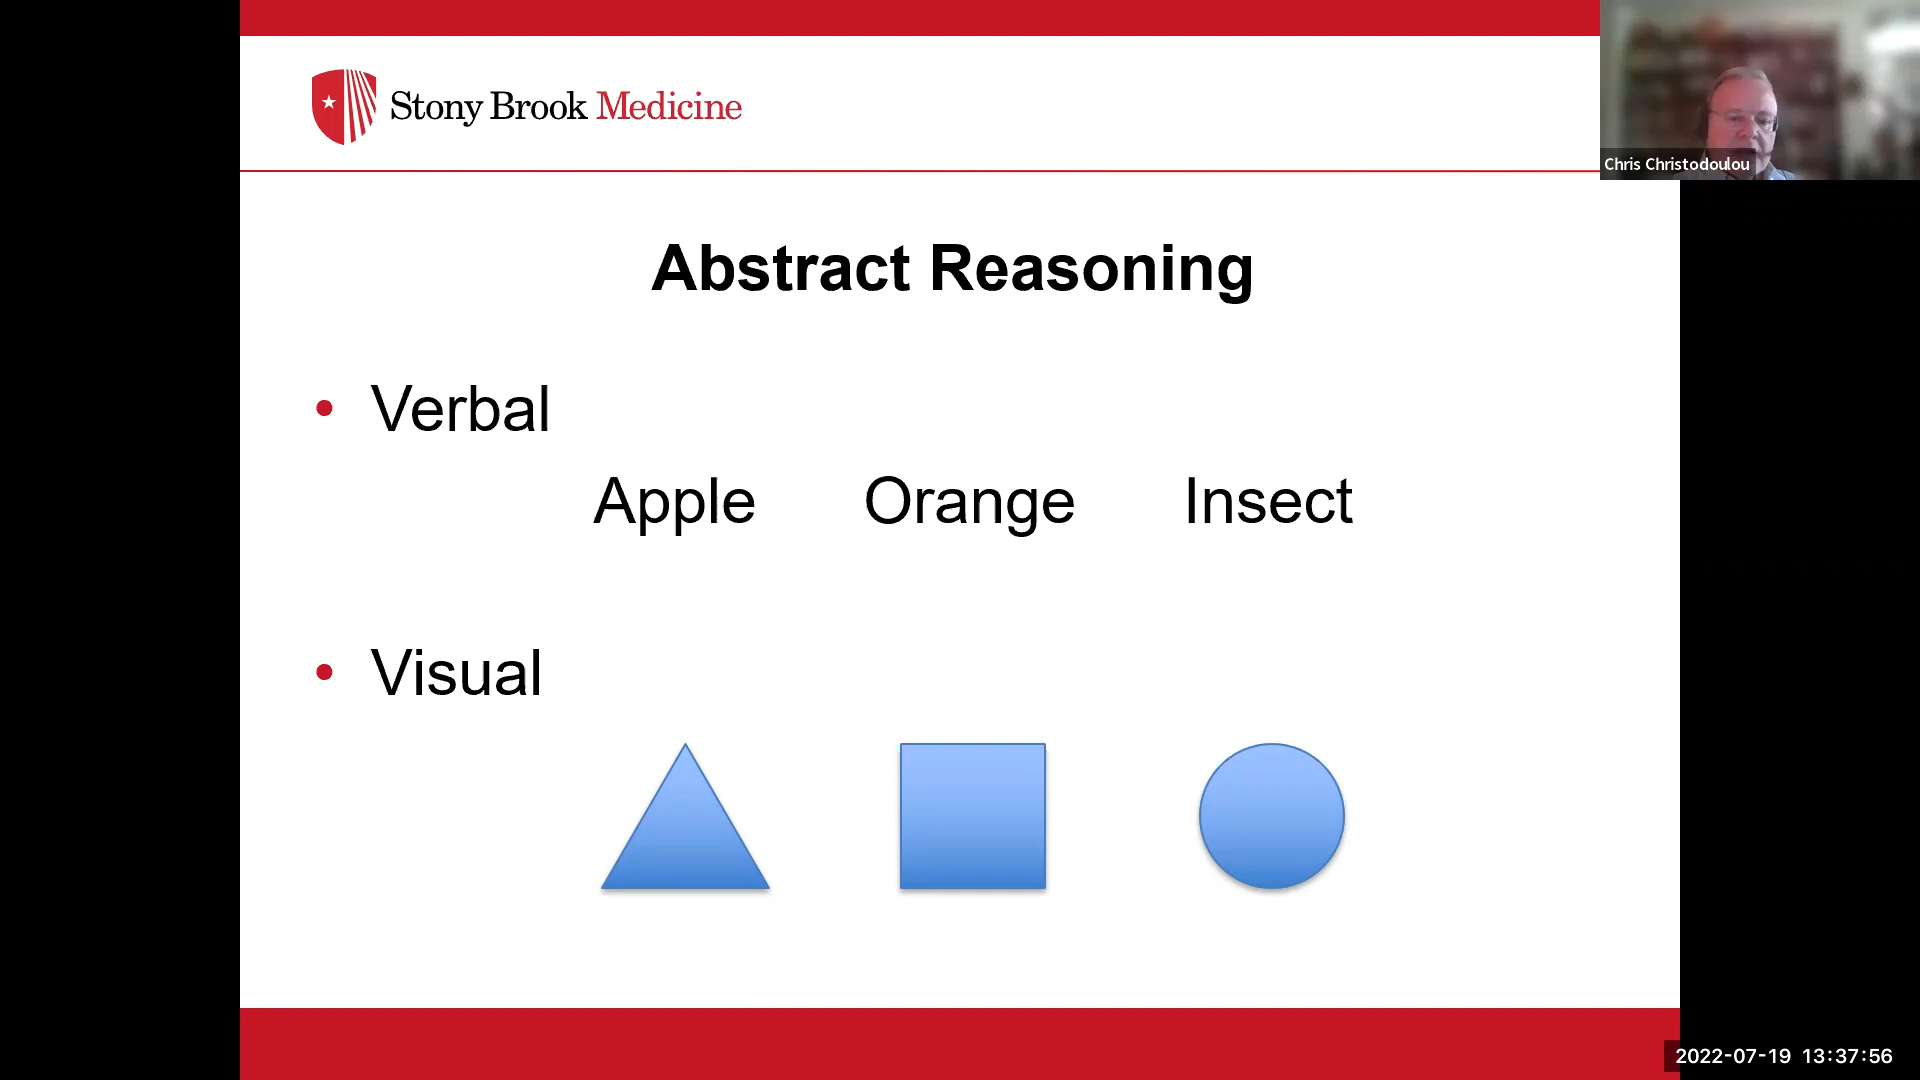 Stony Brook Medicine
Chris Christodoulou
Abstract Reasoning
• Verbal
Apple Orange Insect
• Visual
2022-07-19 13:37:56